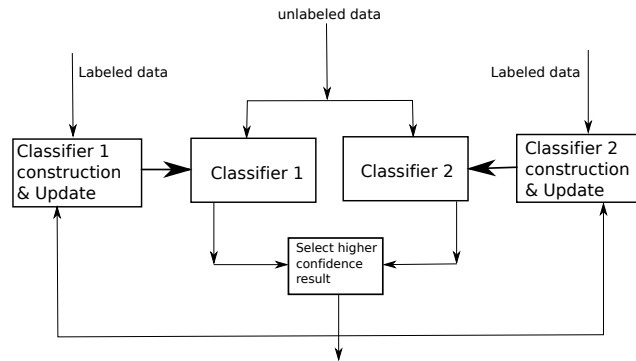 unlabeled data
Labeled data
Labeled data
Classifier 1
construction
& Update
Classifier 1
Classifier 2
Classifier 2
construction
& Update
Select higher
confidence
result